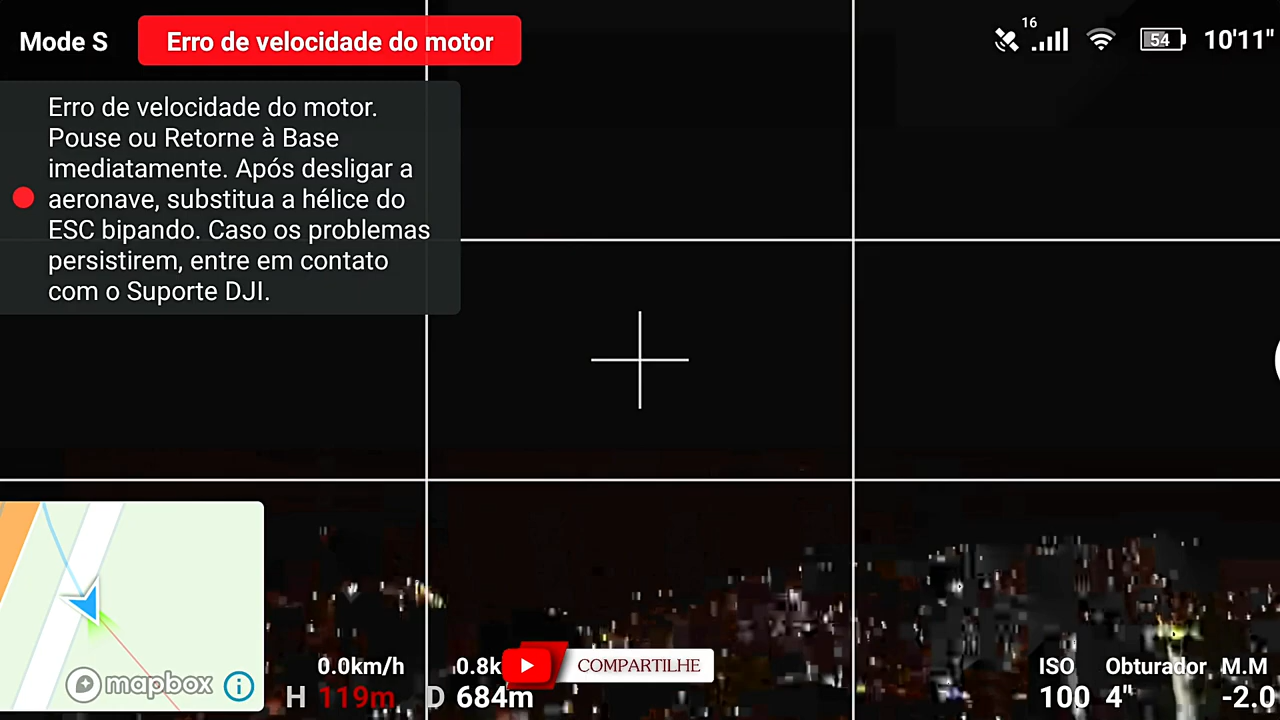 Mode S
Erro de velocidade do motor
16
54
10'11"
Erro de velocidade do motor.
Pouse ou Retorne à Base
imediatamente. Após desligar a
aeronave, substitua a hélice do
ESC bipando. Caso os problemas
persistirem, entre em contato
com o Suporte DJI.
mapbox
0.0km/h
H 119m
.0.8k
D 684m
COMPARTILHE
ISO
100
Obturador
4"
M.M
-2.0